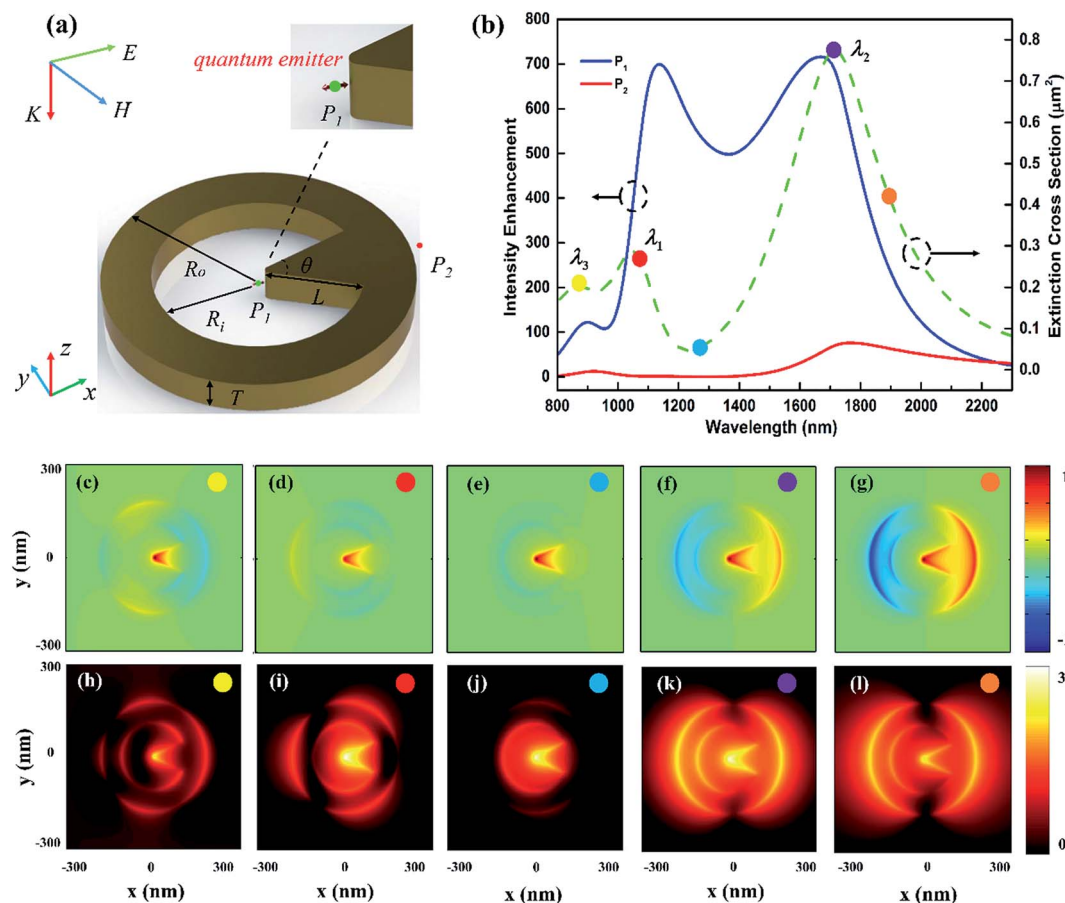 (a)
E
H
K
quantum emitter
P1
Ro
Ri
θ
L
P1
P2
T
z
y
x
(b)
Intensity Enhancement
800
700
600
500
400
300
200
100
0
P1
P2
λ3
λ1
λ2
0.8
0.7
0.6
0.5
0.4
0.3
0.2
0.1
0.0
Extinction Cross Section (μm²)
800 1000 1200 1400 1600 1800 2000 2200
Wavelength (nm)
300
0
-300
y (nm)
(c)
(d)
(e)
(f)
(g)
1
300
0
-300
y (nm)
(h)
(i)
(j)
(k)
(l)
3
0
-300 0 300 -300 0 300 -300 0 300 -300 0 300 -300 0 300
x (nm) x (nm) x (nm) x (nm) x (nm)